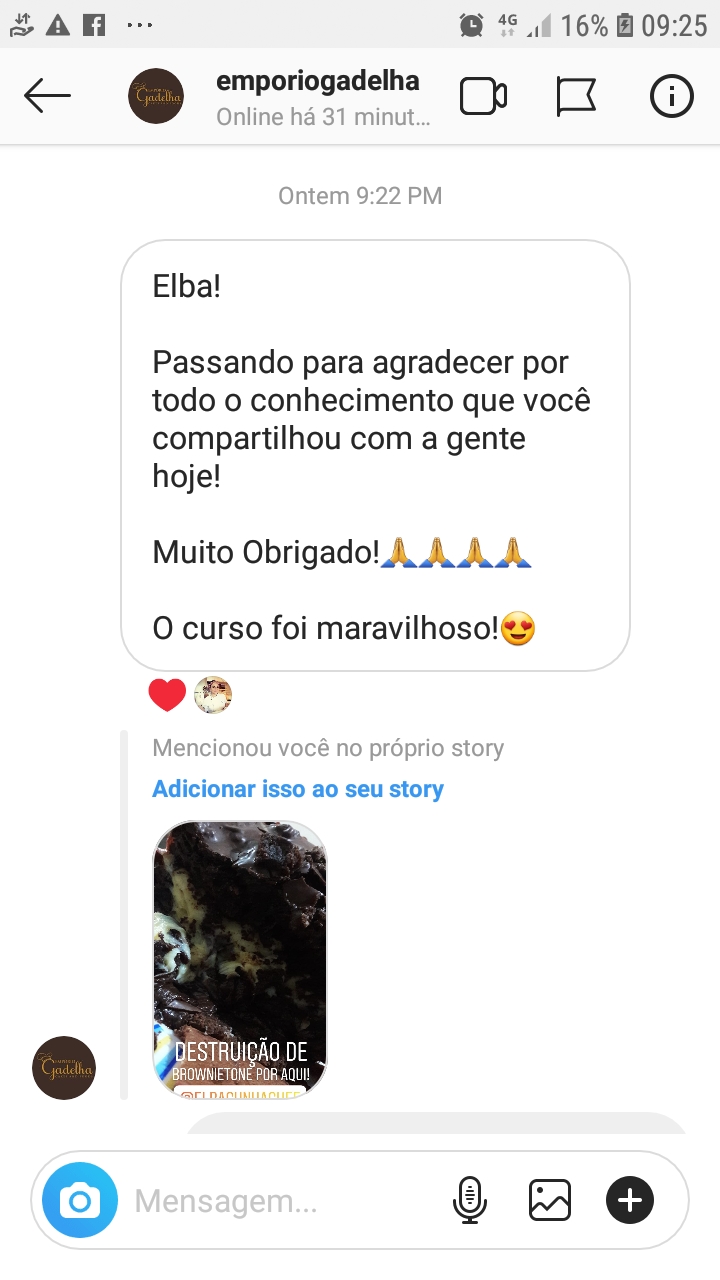 4G 16% 09:25
emporiogadelha
Online há 31 minut...
Ontem 9:22 PM
Elba!
Passando para agradecer por
todo o conhecimento que você
compartilhou com a gente
hoje!
Muito Obrigado!🙏🙏🙏🙏
O curso foi maravilhoso!😍
Mencionou você no próprio story
Adicionar isso ao seu story
DESTRUIÇÃO DE
BROWNIETONE POR AQUI!
@ELBACUNHACHEF
Gadelha
Mensagem...